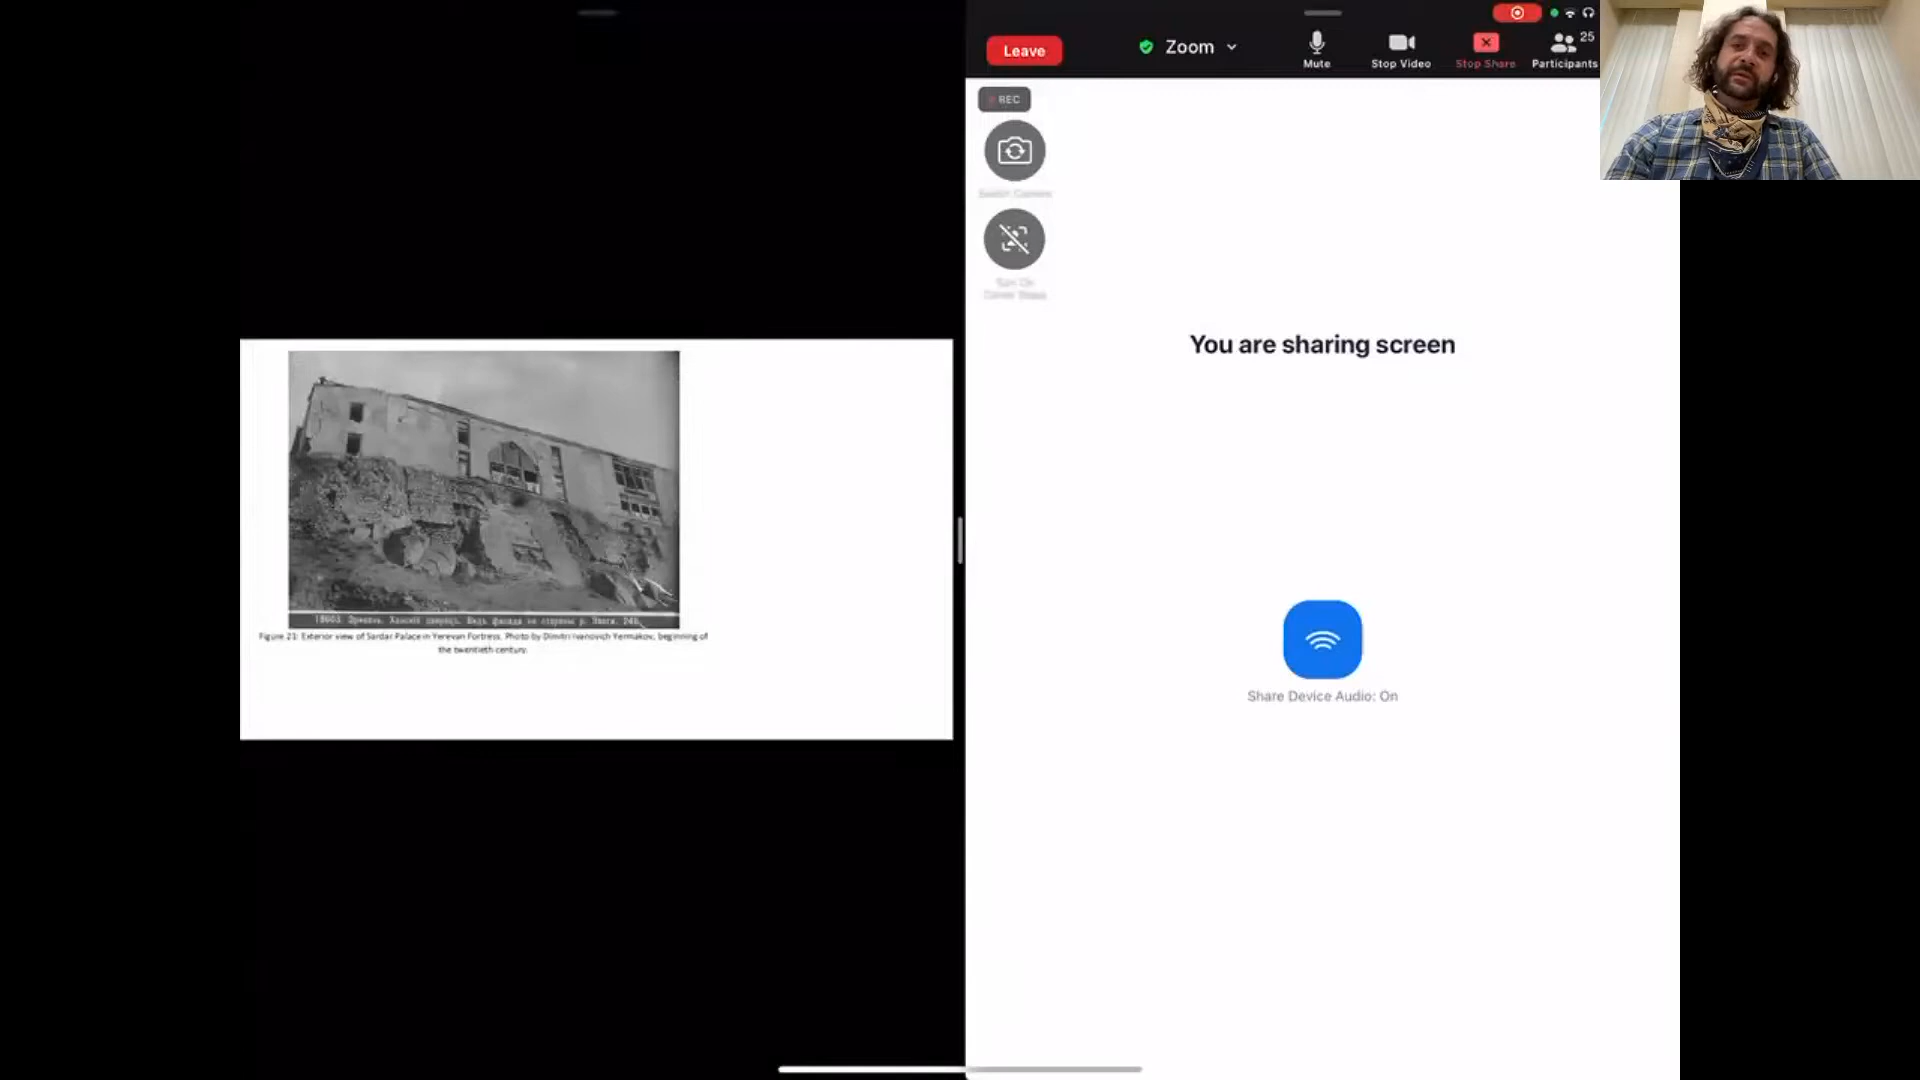 Leave
Zoom
Mute
Stop Video
Stop Share
25
Participants
REC
You are sharing screen
Share Device Audio: On
Figure 21: Exterior view of Sardar Palace in Yerevan Fortress. Photo by Dimitri Ivanovich Yermakov, beginning of
the twentieth century.